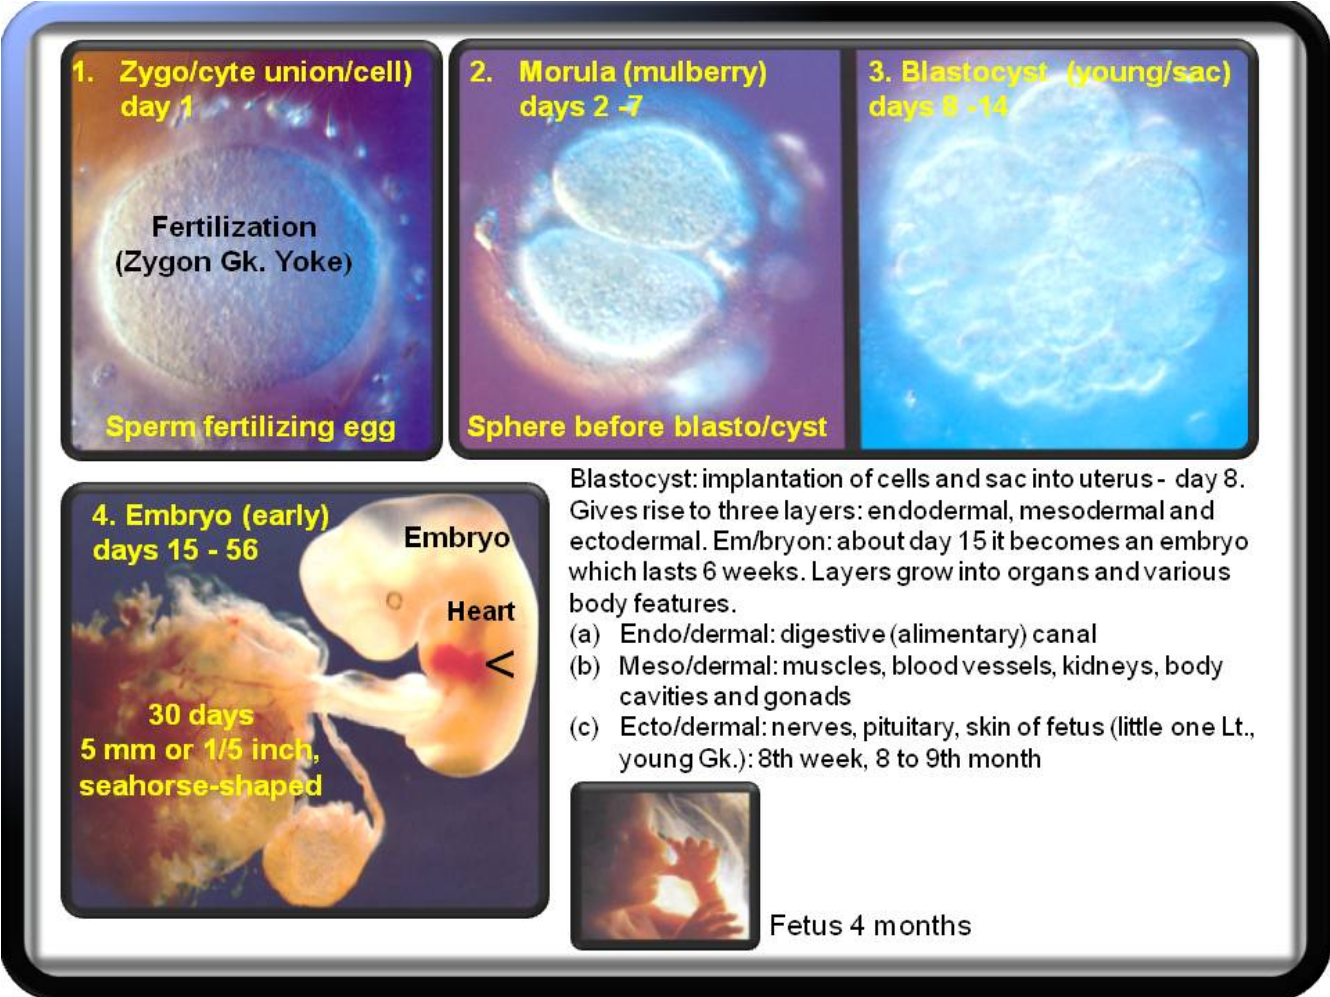 1. Zygo/cyte union/cell)
day 1
Fertilization
(Zygon Gk. Yoke)
Sperm fertilizing egg
2. Morula (mulberry)
days 2 -7
Sphere before blasto/cyst
3. Blastocyst (young/sac)
days 8 -14
4. Embryo (early)
days 15 - 56
Embryo
Heart
<
30 days
5 mm or 1/5 inch,
seahorse-shaped
Blastocyst: implantation of cells and sac into uterus - day 8.
Gives rise to three layers: endodermal, mesodermal and
ectodermal. Em/bryon: about day 15 it becomes an embryo
which lasts 6 weeks. Layers grow into organs and various
body features.
(a) Endo/dermal: digestive (alimentary) canal
(b) Meso/dermal: muscles, blood vessels, kidneys, body
cavities and gonads
(c) Ecto/dermal: nerves, pituitary, skin of fetus (little one Lt.,
young Gk.): 8th week, 8 to 9th month
Fetus 4 months